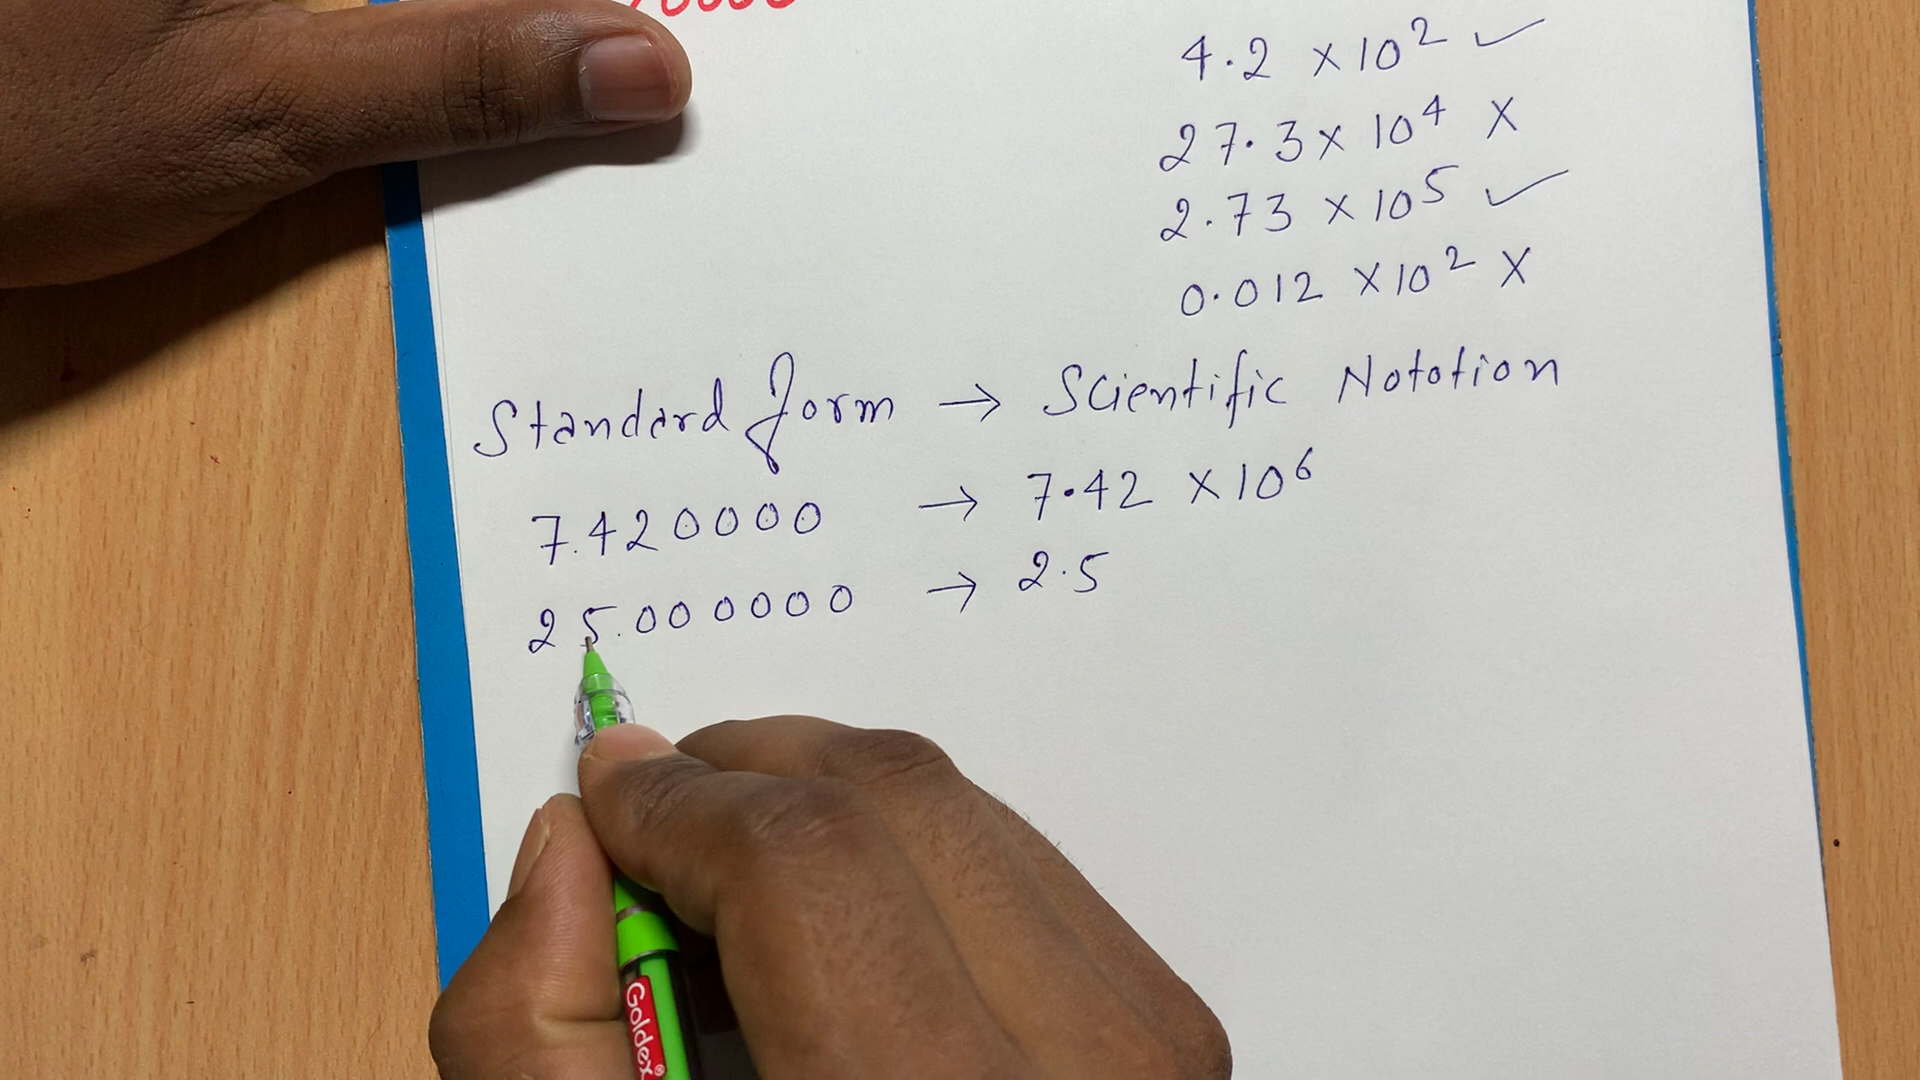 4.2 ×10² ✓
27.3 × 10⁴ ×
2.73 × 10⁵ ✓
0.012 ×10² ×
Standard form → Scientific Notation
7.420000 → 7.42 ×10⁶
25.000000 → 2.5
Goldex®